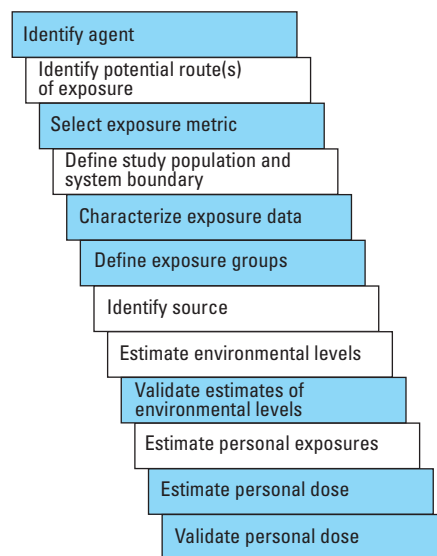 Identify agent
Identify potential route(s)
of exposure
Select exposure metric
Define study population and
system boundary
Characterize exposure data
Define exposure groups
Identify source
Estimate environmental levels
Validate estimates of
environmental levels
Estimate personal exposures
Estimate personal dose
Validate personal dose